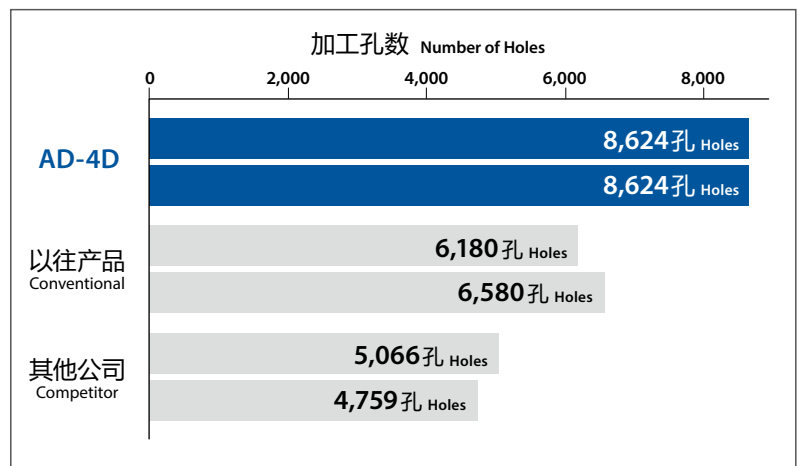 加工孔数 Number of Holes
0 2,000 4,000 6,000 8,000
AD-4D
8,624孔 Holes
8,624孔 Holes
以往产品
Conventional
6,180孔 Holes
6,580孔 Holes
其他公司
Competitor
5,066孔 Holes
4,759孔 Holes